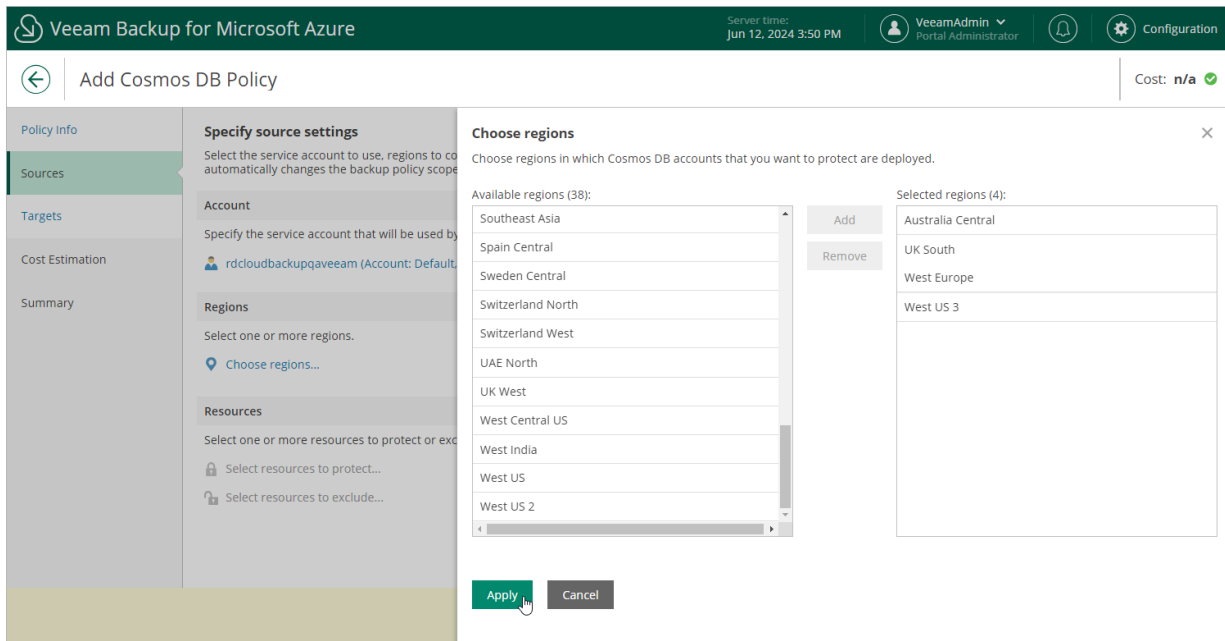 Veeam Backup for Microsoft Azure
Server time:
Jun 12, 2024 3:50 PM
VeeamAdmin
Portal Administrator
Configuration
Add Cosmos DB Policy
Cost: n/a
Policy Info
Sources
Targets
Cost Estimation
Summary
Specify source settings
Select the service account to use, regions to co
automatically changes the backup policy scope
Account
Specify the service account that will be used by
rdcloudbackupqaveeam (Account: Default,
Regions
Select one or more regions.
Choose regions...
Resources
Select one or more resources to protect or exc
Select resources to protect...
Select resources to exclude...
Choose regions
Choose regions in which Cosmos DB accounts that you want to protect are deployed.
Available regions (38):
Southeast Asia
Spain Central
Sweden Central
Switzerland North
Switzerland West
UAE North
UK West
West Central US
West India
West US
West US 2
Add
Remove
Selected regions (4):
Australia Central
UK South
West Europe
West US 3
Apply
Cancel